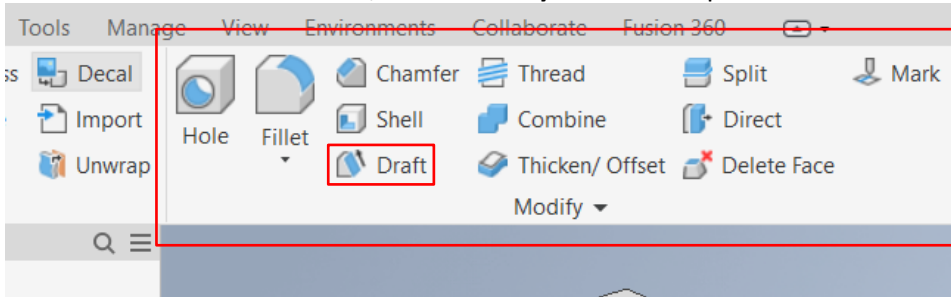 Tools Manage View Environments Collaborate Fusion 360
ss Decal Chamfer Thread Split Mark
Import Hole Fillet Shell Combine Direct
Unwrap Draft Thicken/ Offset Delete Face
Modify